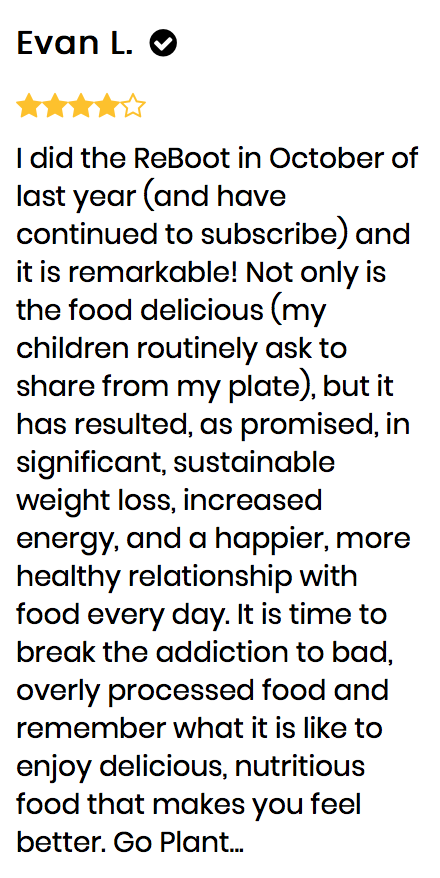 Evan L.
I did the ReBoot in October of
last year (and have
continued to subscribe) and
it is remarkable! Not only is
the food delicious (my
children routinely ask to
share from my plate), but it
has resulted, as promised, in
significant, sustainable
weight loss, increased
energy, and a happier, more
healthy relationship with
food every day. It is time to
break the addiction to bad,
overly processed food and
remember what it is like to
enjoy delicious, nutritious
food that makes you feel
better. Go Plant...